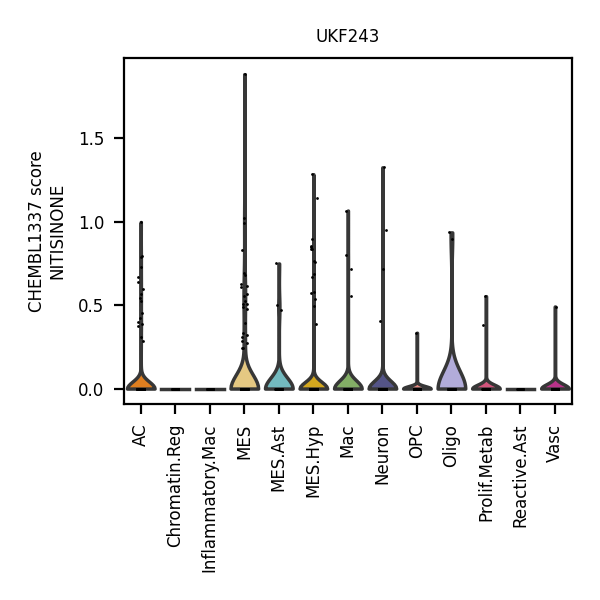 UKF243
CHEMBL1337 score
NITISINONE
1.5
1.0
0.5
0.0
AC
Chromatin.Reg
Inflammatory.Mac
MES
MES.Ast
MES.Hyp
Mac
Neuron
OPC
Oligo
Prolif.Metab
Reactive.Ast
Vasc